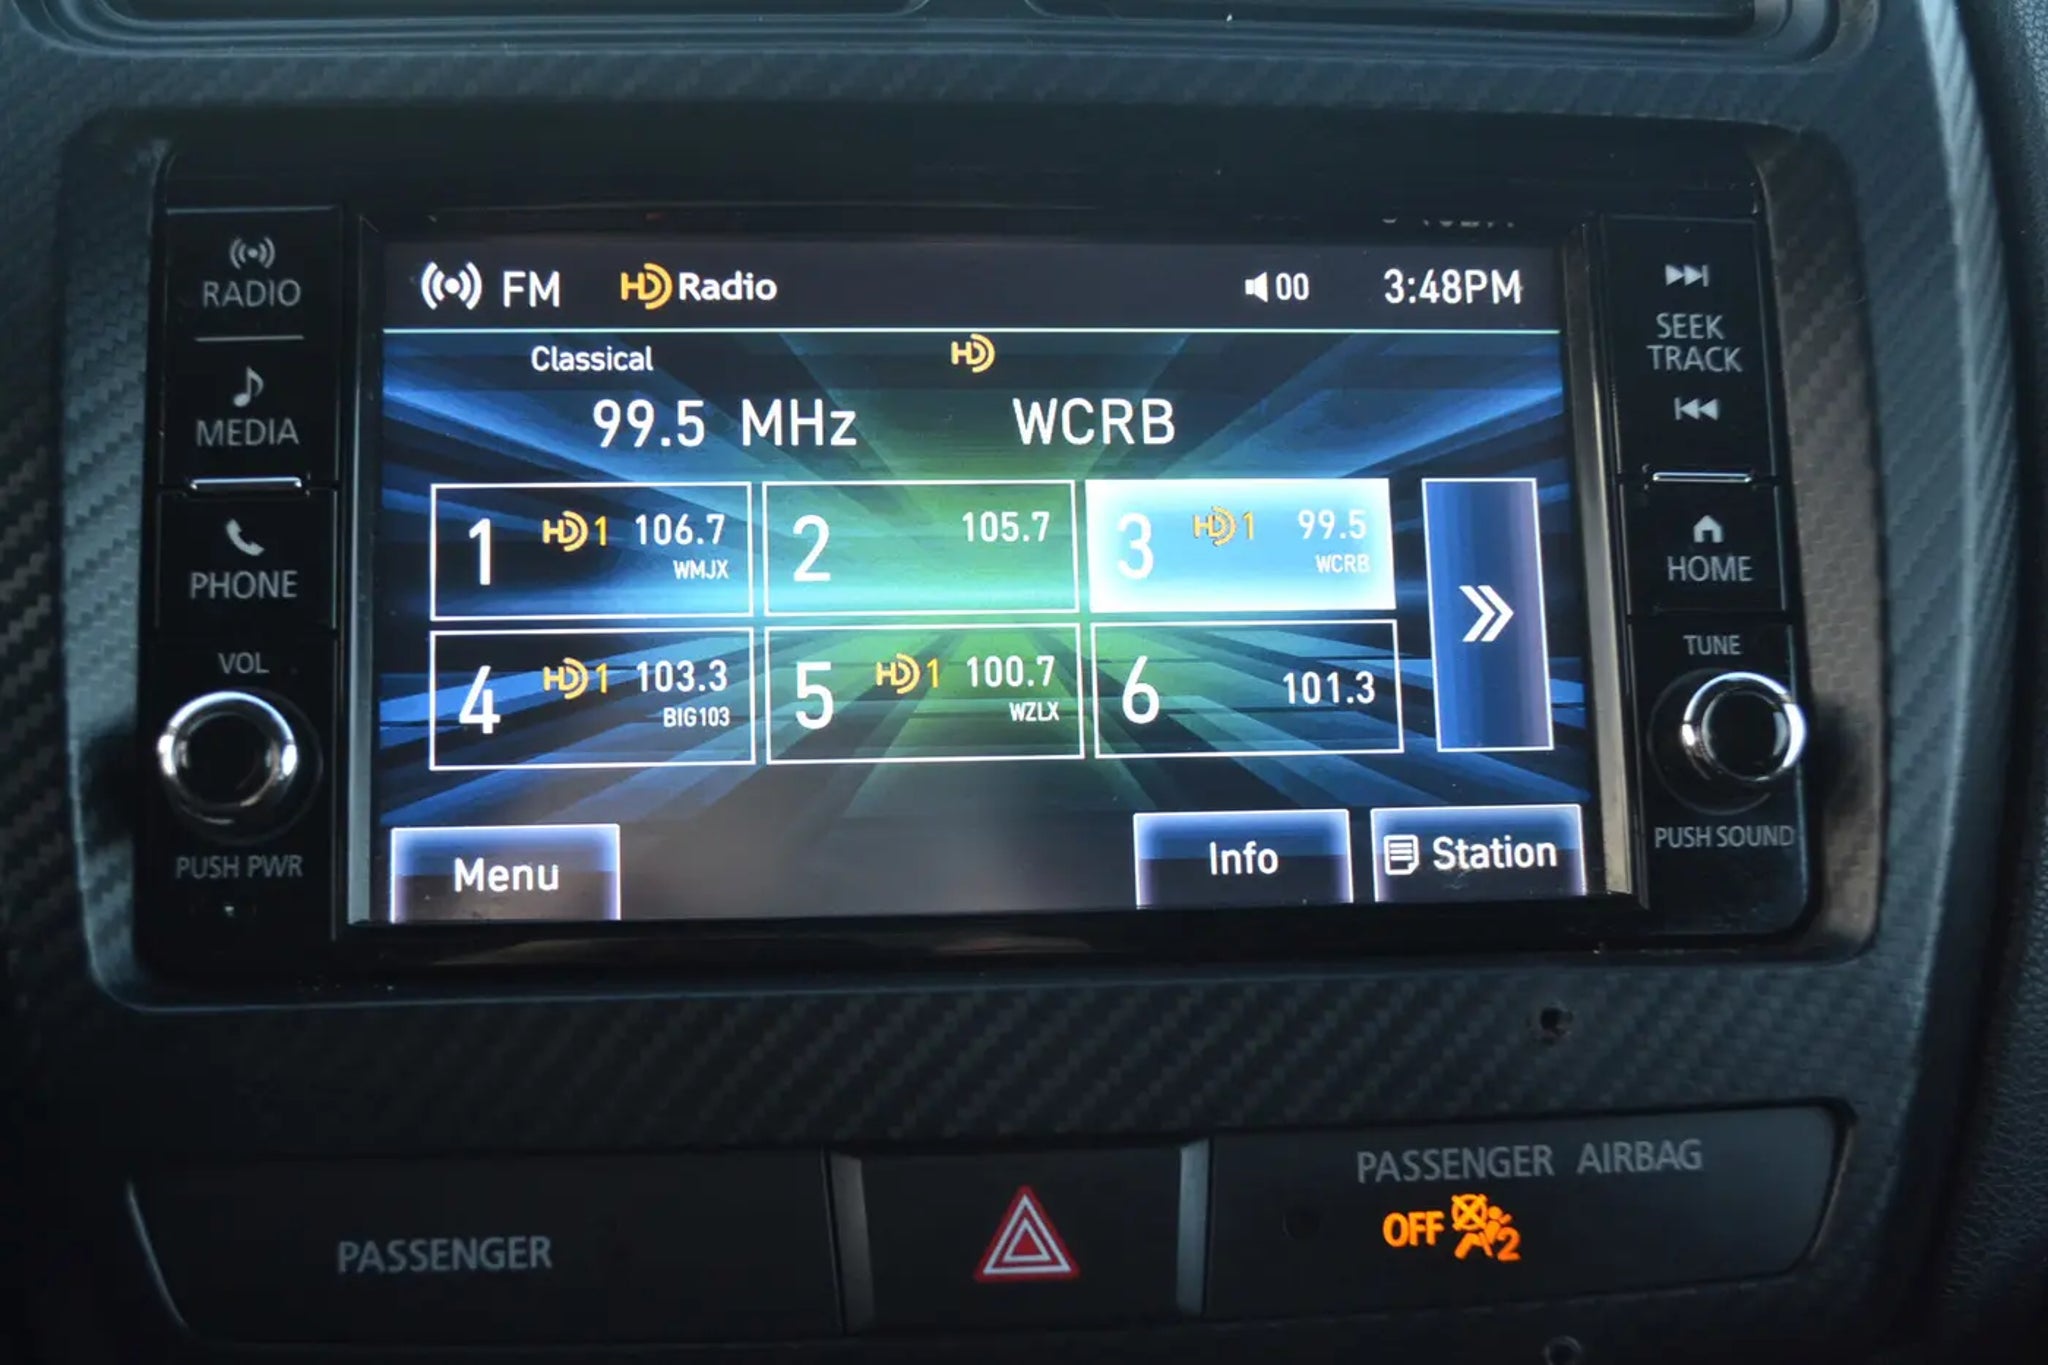 RADIO
MEDIA
PHONE
VOL
PUSH PWR
FM HD Radio 00 3:48PM
Classical HD
99.5 MHz WCRB
1 HD 1 106.7
WMJX
2 105.7
3 HD 1 99.5
WCRB
4 HD 1 103.3
BIG103
5 HD 1 100.7
WZLX
6 101.3
Menu Info Station
SEEK
TRACK
HOME
TUNE
PUSH SOUND
PASSENGER
PASSENGER AIRBAG
OFF 2